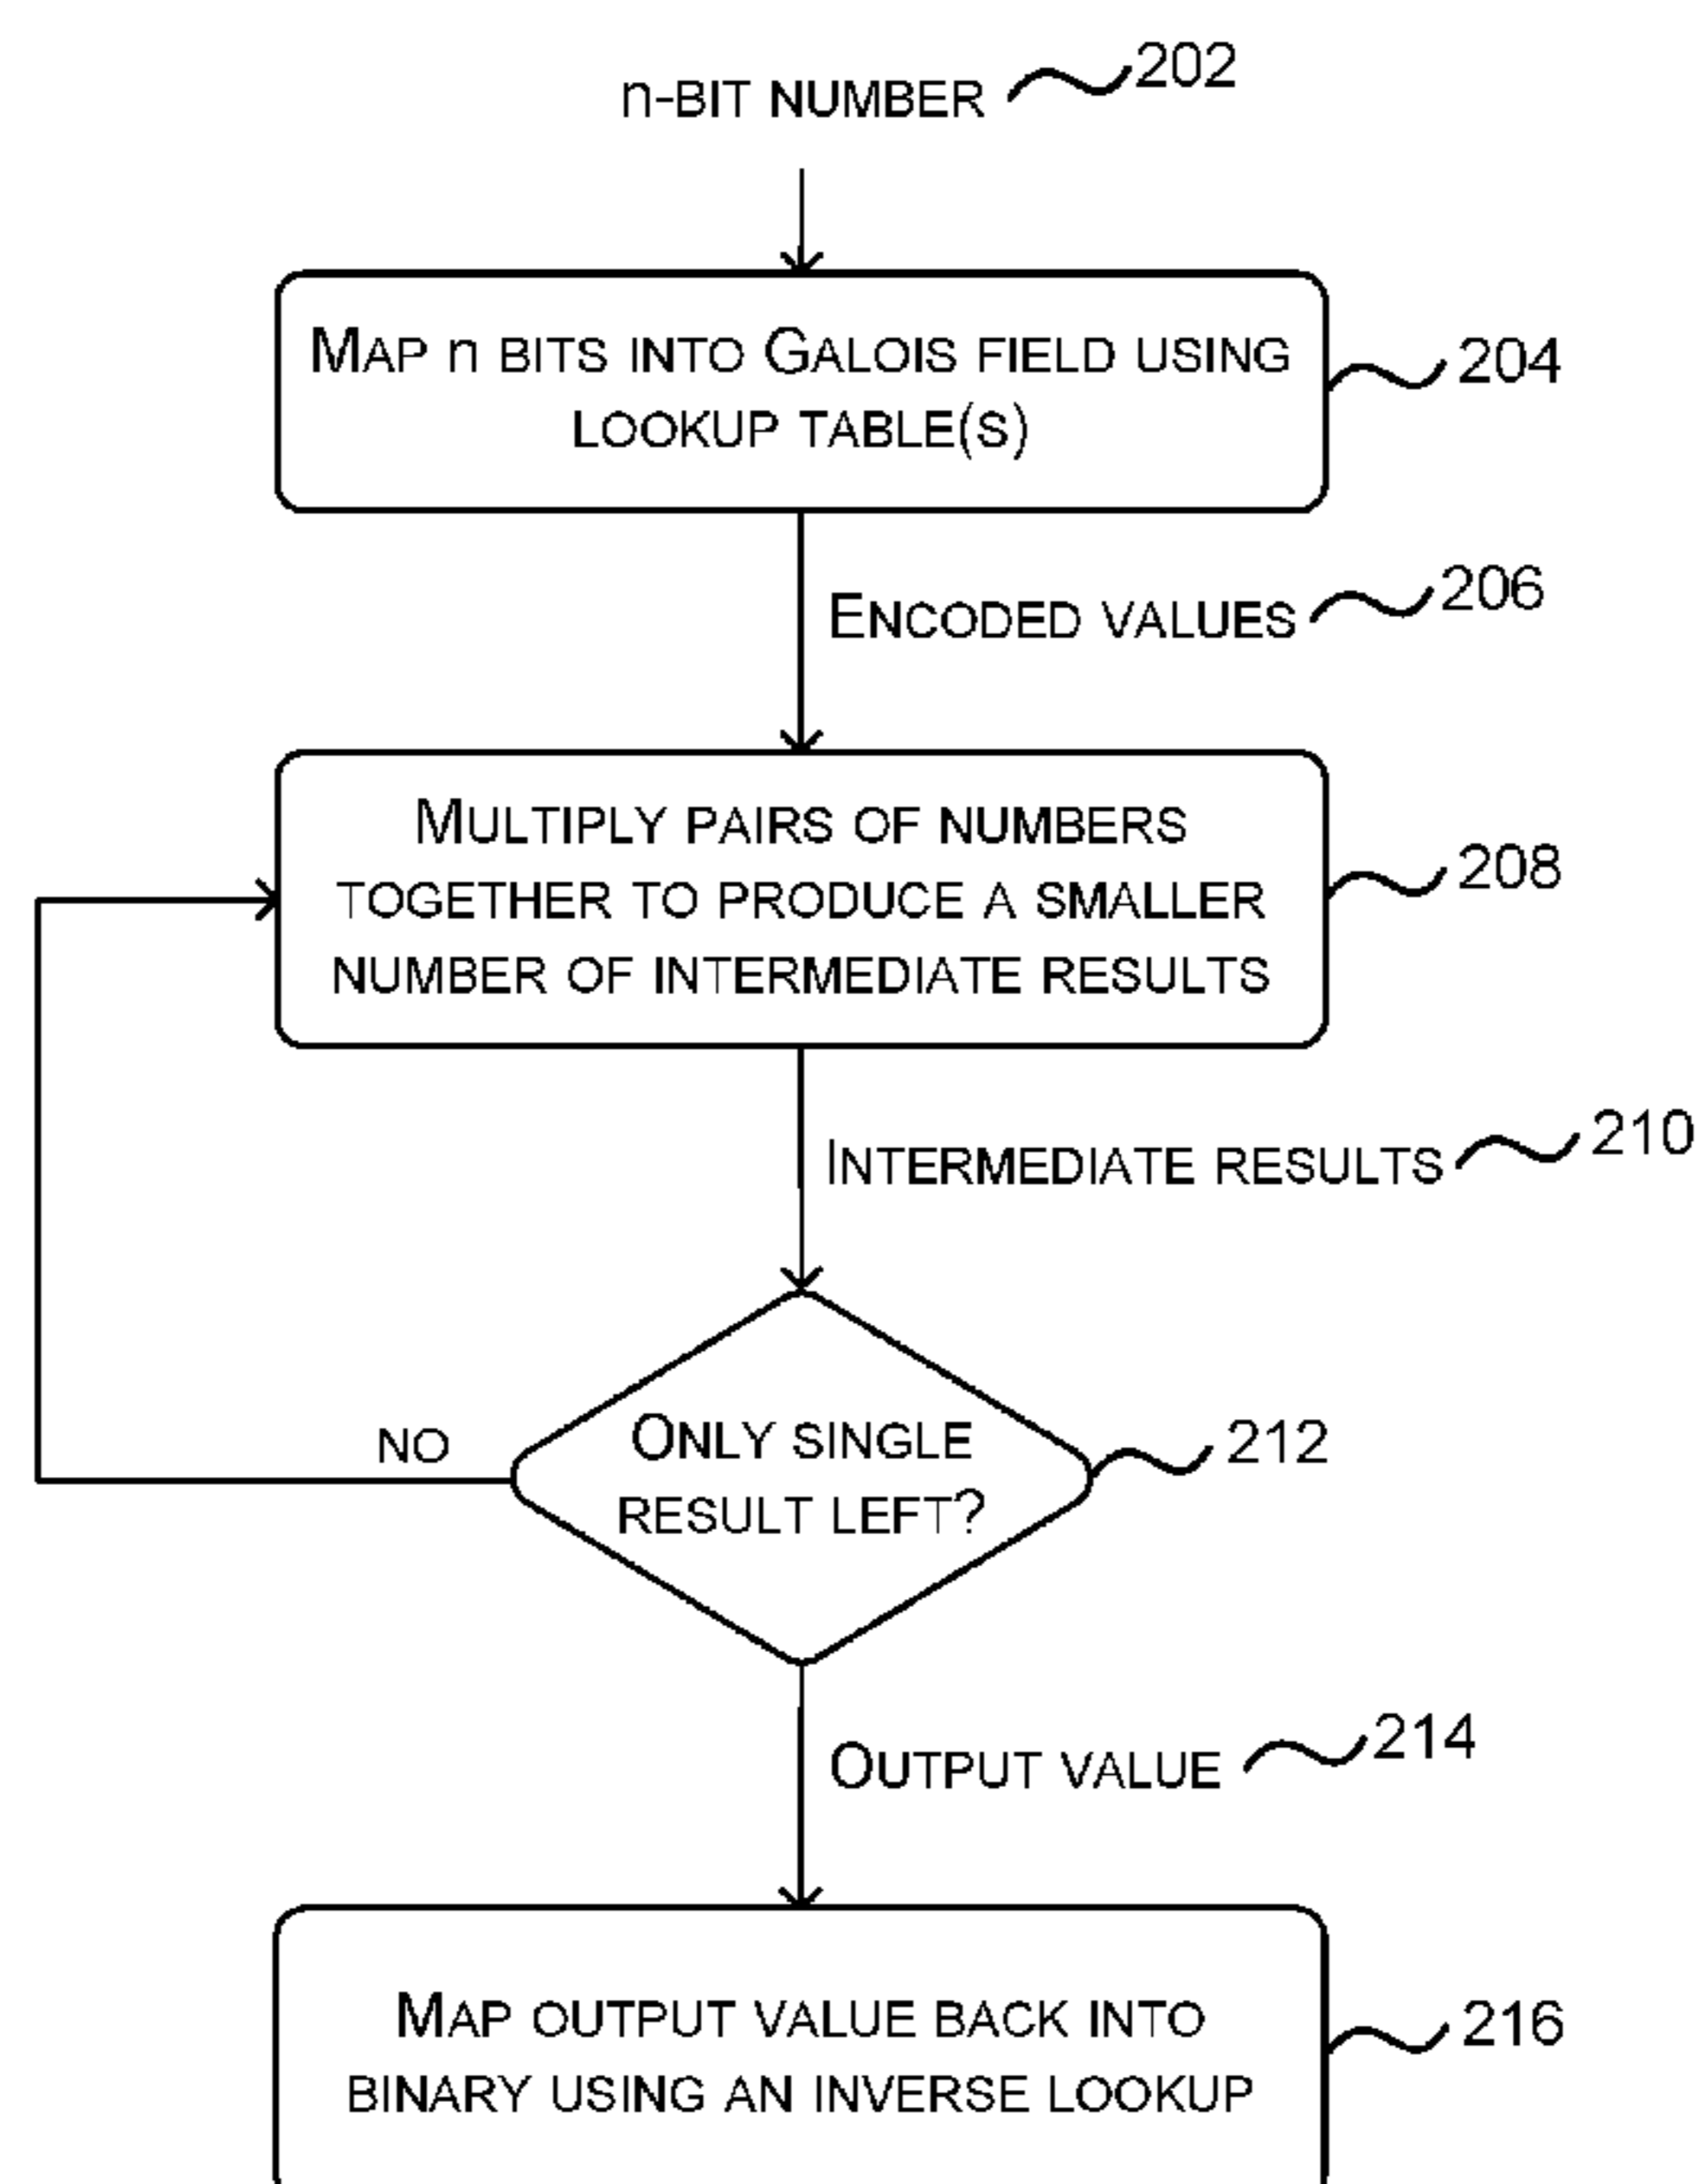 n-BIT NUMBER 202
MAP n BITS INTO GALOIS FIELD USING
LOOKUP TABLE(S)
204
ENCODED VALUES 206
MULTIPLY PAIRS OF NUMBERS
TOGETHER TO PRODUCE A SMALLER
NUMBER OF INTERMEDIATE RESULTS
208
INTERMEDIATE RESULTS 210
NO
ONLY SINGLE
RESULT LEFT?
212
OUTPUT VALUE 214
MAP OUTPUT VALUE BACK INTO
BINARY USING AN INVERSE LOOKUP
216